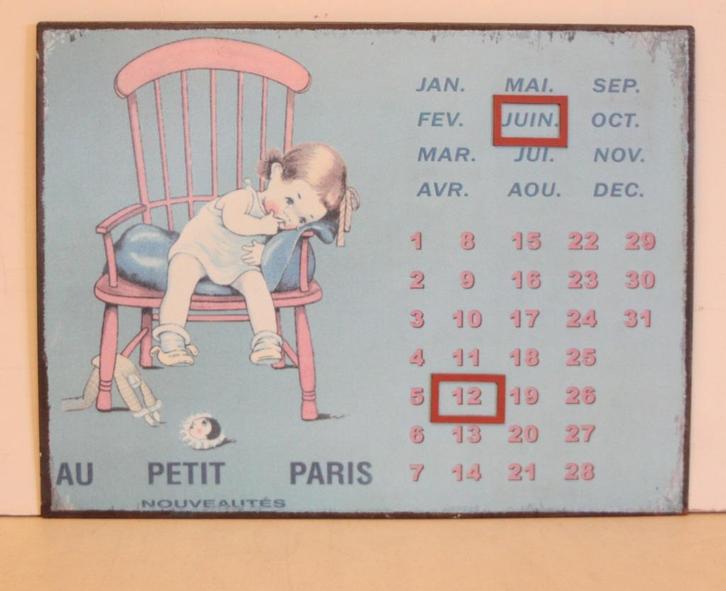 JAN. MAI. SEP.
FEV. JUIN. OCT.
MAR. JUI. NOV.
AVR. AOU. DEC.
1 8 15 22 29
2 9 16 23 30
3 10 17 24 31
4 11 18 25
5 12 19 26
6 13 20 27
7 14 21 28
AU PETIT PARIS
NOUVEAUTÉS